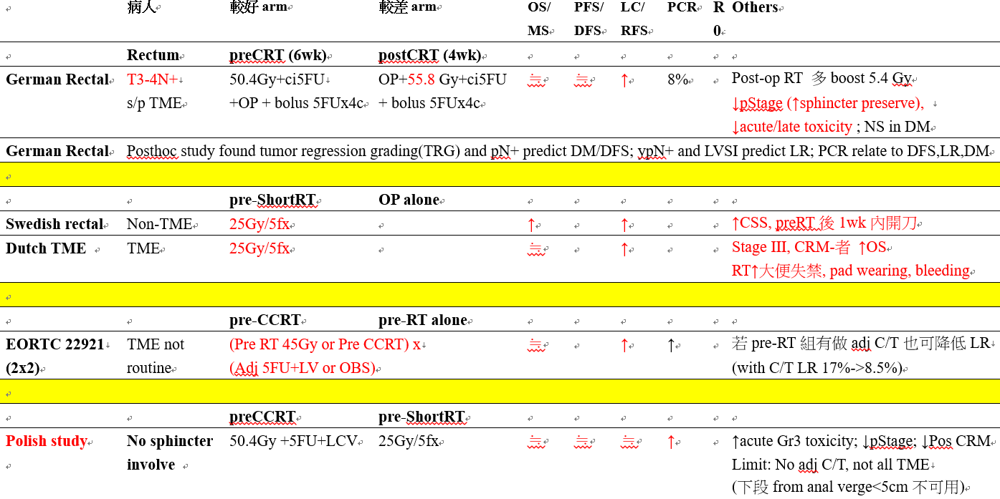 病人 較好 arm 較差 arm OS/ PFS/ LC/ PCR R Others
MS DFS RFS 0
Rectum preCRT (6wk) postCRT (4wk)
German Rectal T3-4N+ 50.4Gy+ci5FU OP+55.8 Gy+ci5FU ≒ ≒ ↑ 8% Post-op RT 多 boost 5.4 Gy
s/p TME +OP + bolus 5FUx4c + bolus 5FUx4c ↓pStage (↑sphincter preserve),
↓acute/late toxicity ; NS in DM
German Rectal Posthoc study found tumor regression grading(TRG) and pN+ predict DM/DFS; ypN+ and LVSI predict LR; PCR relate to DFS,LR,DM
pre-ShortRT OP alone
Swedish rectal Non-TME 25Gy/5fx ↑ ↑ ↑CSS, preRT 後 1wk 內開刀
Dutch TME TME 25Gy/5fx ≒ ↑ Stage III, CRM-者 ↑OS
RT↑大便失禁, pad wearing, bleeding
pre-CCRT pre-RT alone
EORTC 22921 TME not (Pre RT 45Gy or Pre CCRT) x ≒ ↑ ↑ 若 pre-RT 組有做 adj C/T 也可降低 LR
(2x2) routine (Adj 5FU+LV or OBS) (with C/T LR 17%->8.5%)
preCCRT pre-ShortRT
Polish study No sphincter 50.4Gy +5FU+LCV 25Gy/5fx ≒ ≒ ≒ ↑ ↑acute Gr3 toxicity; ↓pStage; ↓Pos CRM
involve Limit: No adj C/T, not all TME
(下段 from anal verge<5cm 不可用)